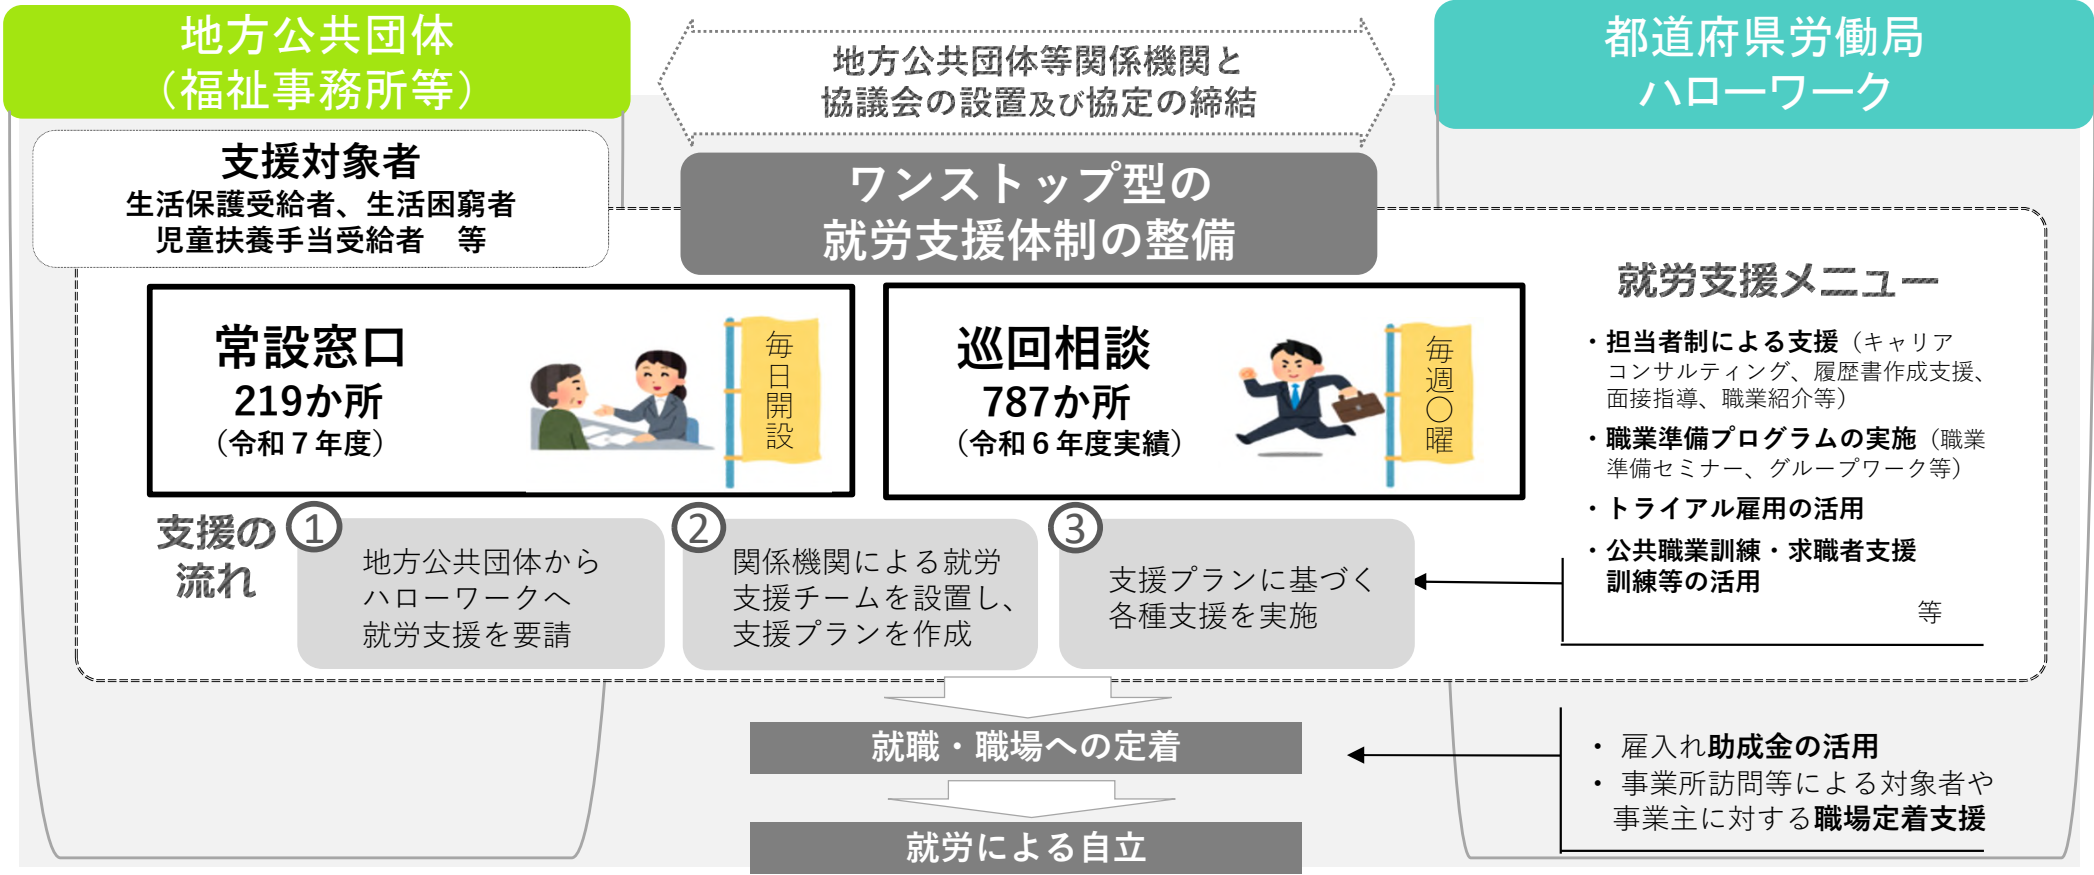 地方公共団体
（福祉事務所等）
地方公共団体等関係機関と
協議会の設置及び協定の締結
都道府県労働局
ハローワーク
支援対象者
生活保護受給者、生活困窮者
児童扶養手当受給者　等
ワンストップ型の
就労支援体制の整備
常設窓口
219か所
（令和７年度）
毎日開設
巡回相談
787か所
（令和６年度実績）
毎週〇曜
就労支援メニュー
・担当者制による支援（キャリア
コンサルティング、履歴書作成支援、
面接指導、職業紹介等）
・職業準備プログラムの実施（職業
準備セミナー、グループワーク等）
・トライアル雇用の活用
・公共職業訓練・求職者支援
訓練等の活用
等
支援の
流れ
①
地方公共団体から
ハローワークへ
就労支援を要請
②
関係機関による就労
支援チームを設置し、
支援プランを作成
③
支援プランに基づく
各種支援を実施
就職・職場への定着
・ 雇入れ助成金の活用
・ 事業所訪問等による対象者や
事業主に対する職場定着支援
就労による自立